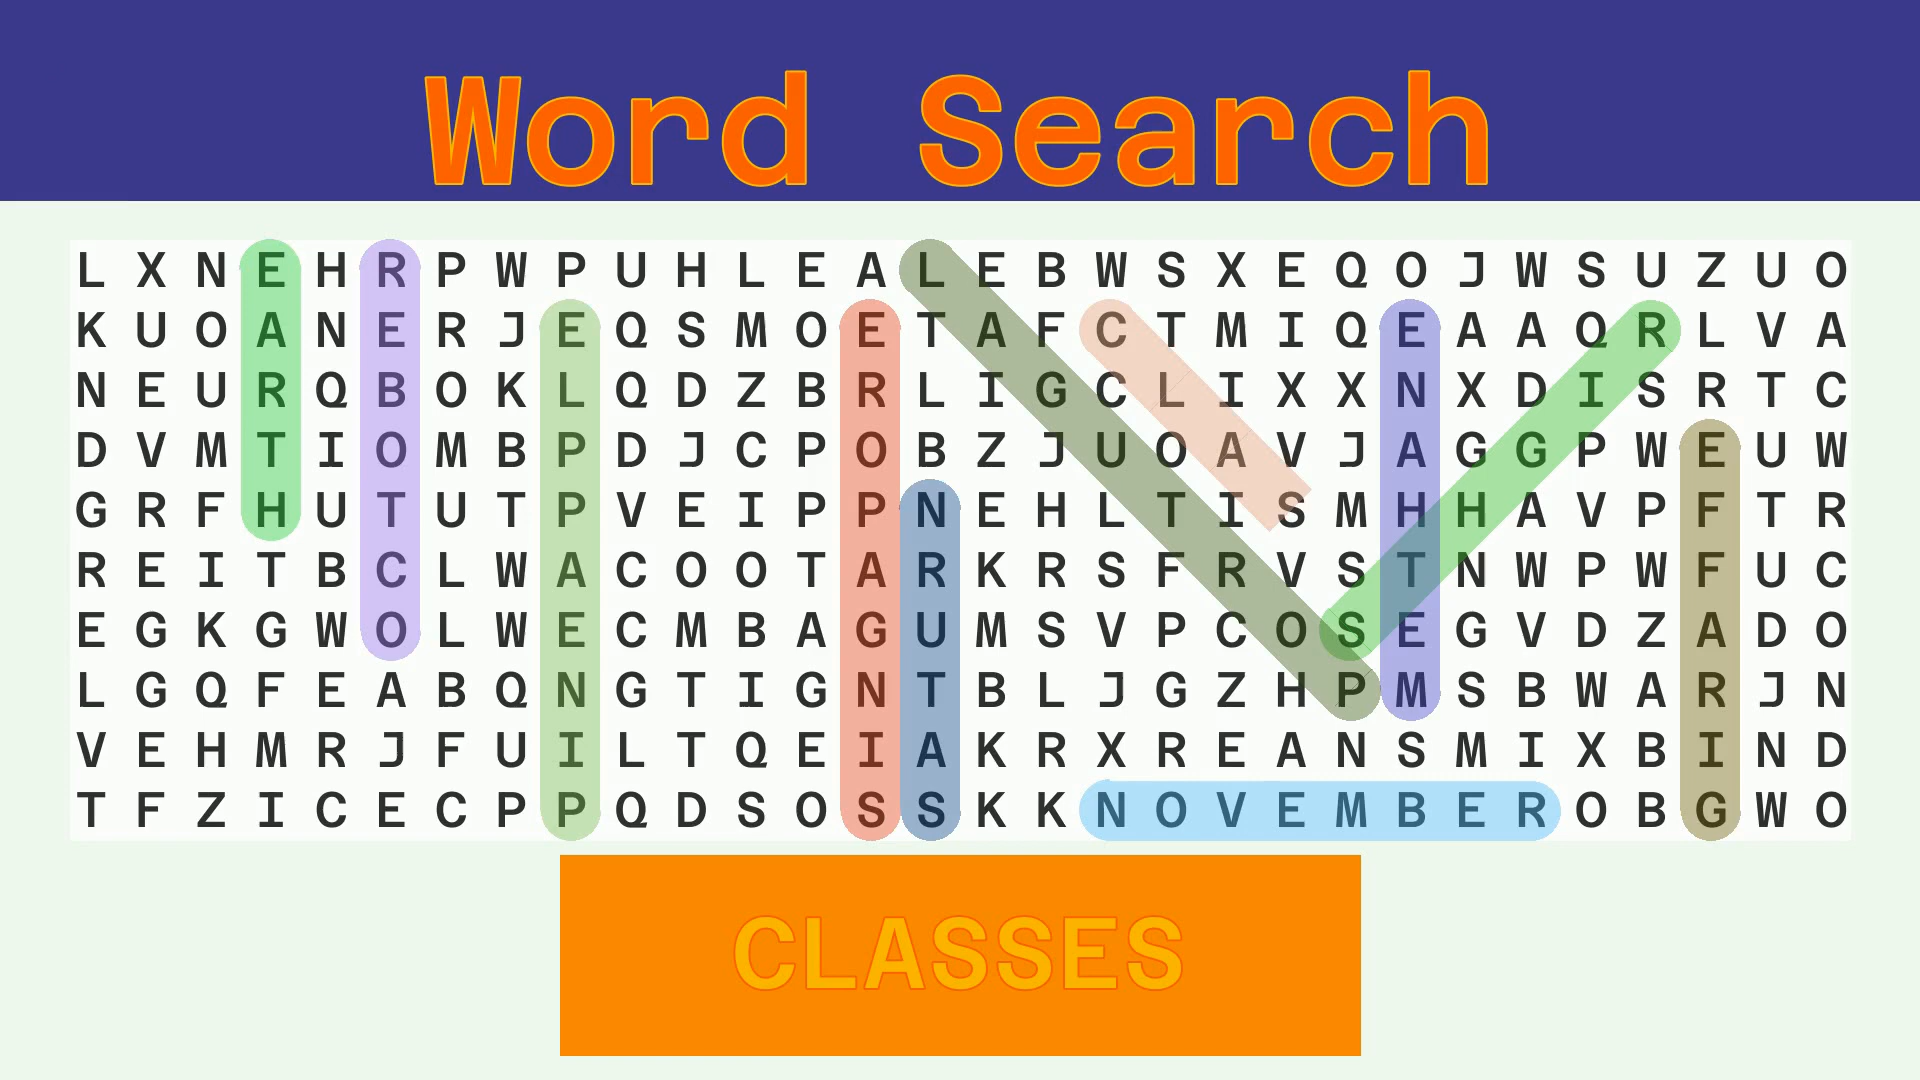 Word Search
L X N E H R P W P U H L E A L E B W S X E Q O J W S U Z U O
K U O A N E R J E Q S M O E T A F C T M I Q E A A Q R L V A
N E U R Q B O K L Q D Z B R L I G C L I X X N X D I S R T C
D V M T I O M B P D J C P O B Z J U O A V J A G G P W E U W
G R F H U T U T P V E I P P N E H L T I S M H H A V P F T R
R E I T B C L W A C O O T A R K R S F R V S T N W P W F U C
E G K G W O L W E C M B A G U M S V P C O S E G V D Z A D O
L G Q F E A B Q N G T I G N T B L J G Z H P M S B W A R J N
V E H M R J F U I L T Q E I A K R X R E A N S M I X B I N D
T F Z I C E C P P Q D S O S S K K N O V E M B E R O B G W O
CLASSES